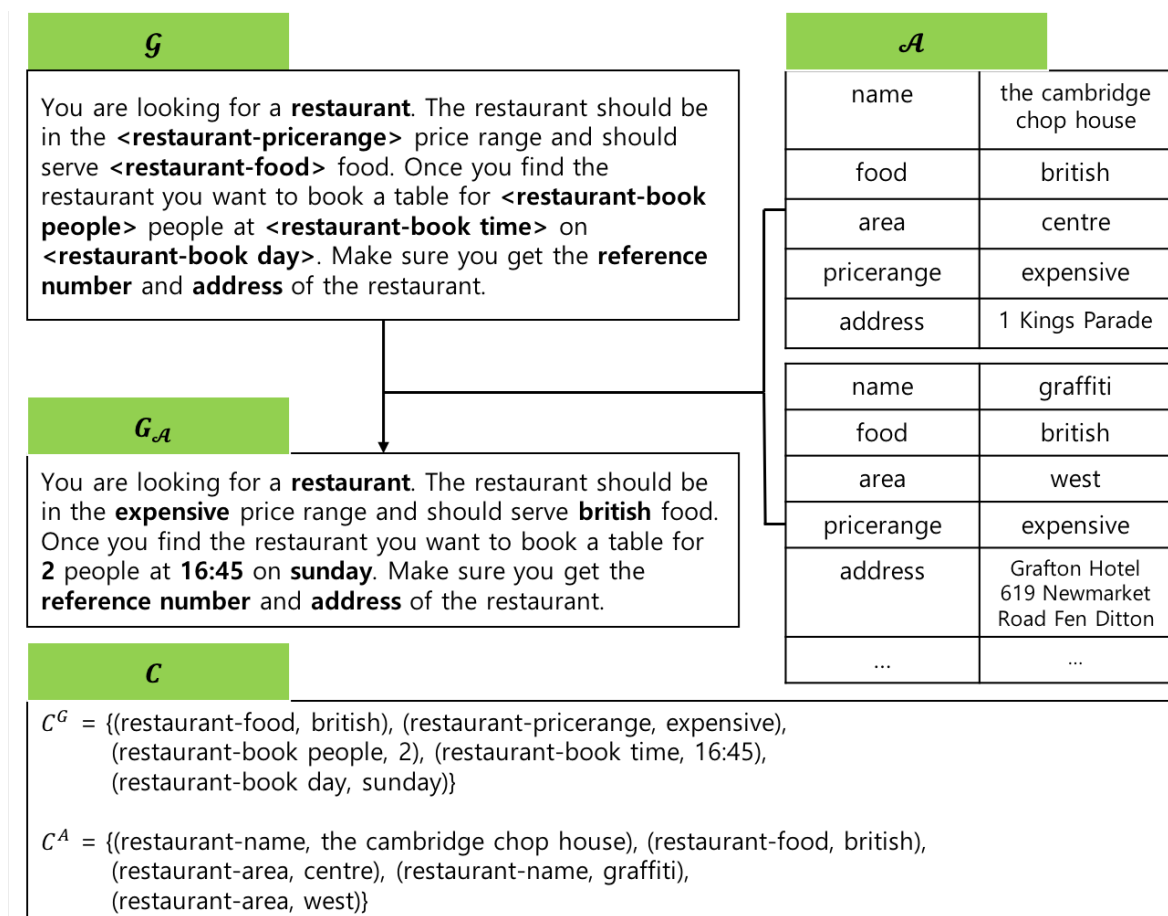 𝒢
You are looking for a restaurant. The restaurant should be
in the <restaurant-pricerange> price range and should
serve <restaurant-food> food. Once you find the
restaurant you want to book a table for <restaurant-book
people> people at <restaurant-book time> on
<restaurant-book day>. Make sure you get the reference
number and address of the restaurant.
𝒜
name the cambridge
chop house
food british
area centre
pricerange expensive
address 1 Kings Parade
name graffiti
food british
area west
pricerange expensive
address Grafton Hotel
619 Newmarket
Road Fen Ditton
... ...
G_𝒜
You are looking for a restaurant. The restaurant should be
in the expensive price range and should serve british food.
Once you find the restaurant you want to book a table for
2 people at 16:45 on sunday. Make sure you get the
reference number and address of the restaurant.
C
C^G = {(restaurant-food, british), (restaurant-pricerange, expensive),
(restaurant-book people, 2), (restaurant-book time, 16:45),
(restaurant-book day, sunday)}
C^A = {(restaurant-name, the cambridge chop house), (restaurant-food, british),
(restaurant-area, centre), (restaurant-name, graffiti),
(restaurant-area, west)}